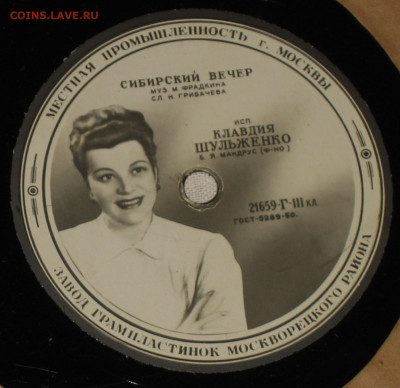 COINS.LAVE.RU
МЕСТНАЯ ПРОМЫШЛЕННОСТЬ г. МОСКВЫ
СИБИРСКИЙ ВЕЧЕР
МУЗ. М. ФРАДКИНА
СЛ. Н. ГРИБАЧЕВА
ИСП
КЛАВДИЯ
ШУЛЬЖЕНКО
Б. Я. МАНДРУС (Ф-НО)
21659-Г-III КЛ.
ГОСТ-5289-50.
ЗАВОД ГРАМПЛАСТИНОК МОСКВОРЕЦКОГО РАЙОНА